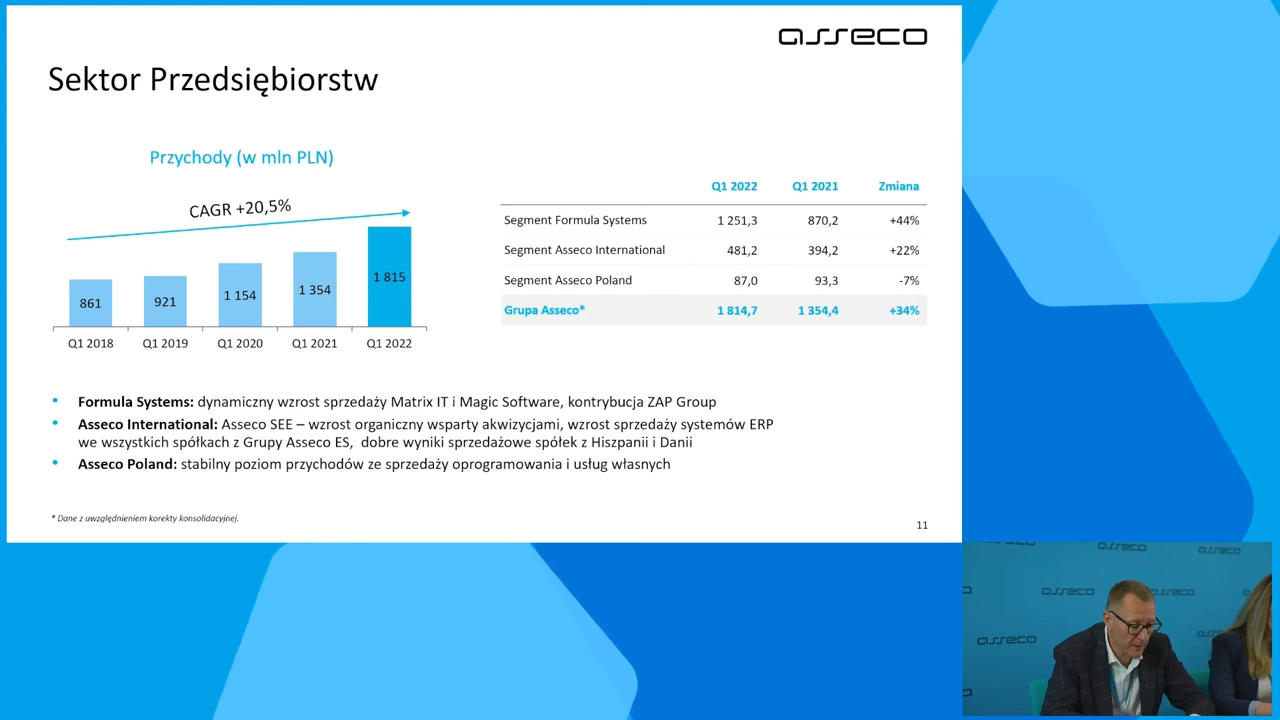 asseco
Sektor Przedsiębiorstw
Przychody (w mln PLN)
CAGR +20,5%
861
921
1 154
1 354
1 815
Q1 2018
Q1 2019
Q1 2020
Q1 2021
Q1 2022
Q1 2022 Q1 2021 Zmiana
Segment Formula Systems 1 251,3 870,2 +44%
Segment Asseco International 481,2 394,2 +22%
Segment Asseco Poland 87,0 93,3 -7%
Grupa Asseco* 1 814,7 1 354,4 +34%
• Formula Systems: dynamiczny wzrost sprzedaży Matrix IT i Magic Software, kontrybucja ZAP Group
• Asseco International: Asseco SEE – wzrost organiczny wsparty akwizycjami, wzrost sprzedaży systemów ERP
we wszystkich spółkach z Grupy Asseco ES, dobre wyniki sprzedażowe spółek z Hiszpanii i Danii
• Asseco Poland: stabilny poziom przychodów ze sprzedaży oprogramowania i usług własnych
* Dane z uwzględnieniem korekty konsolidacyjnej.
11
asseco
asseco
asseco
asseco
asseco
asseco